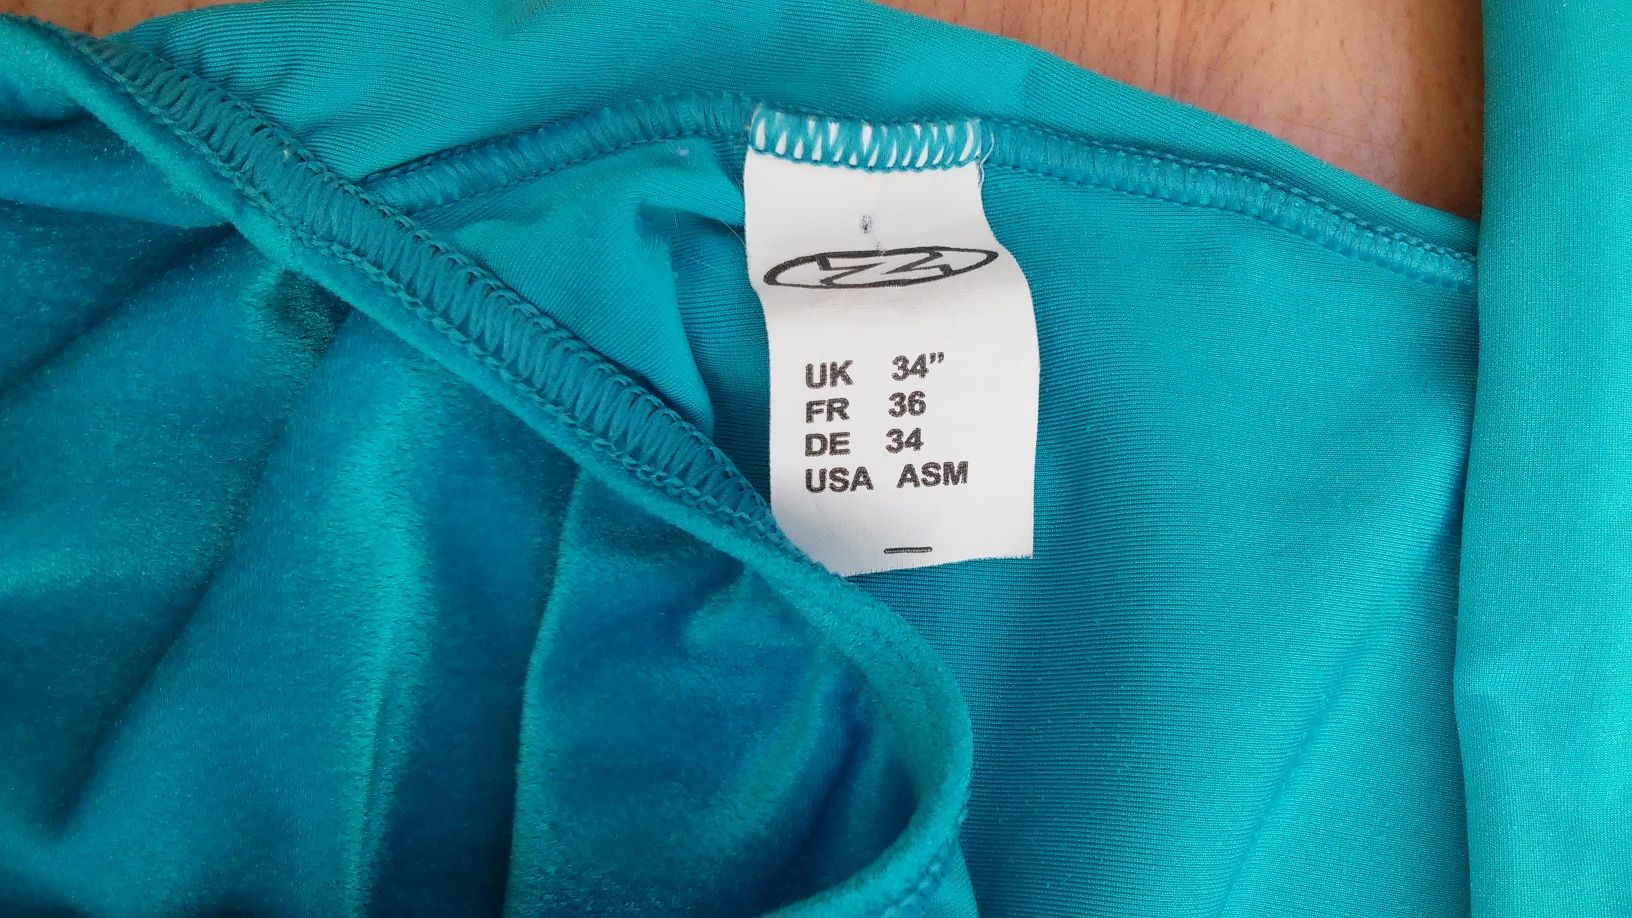 UK 34”
FR 36
DE 34
USA ASM